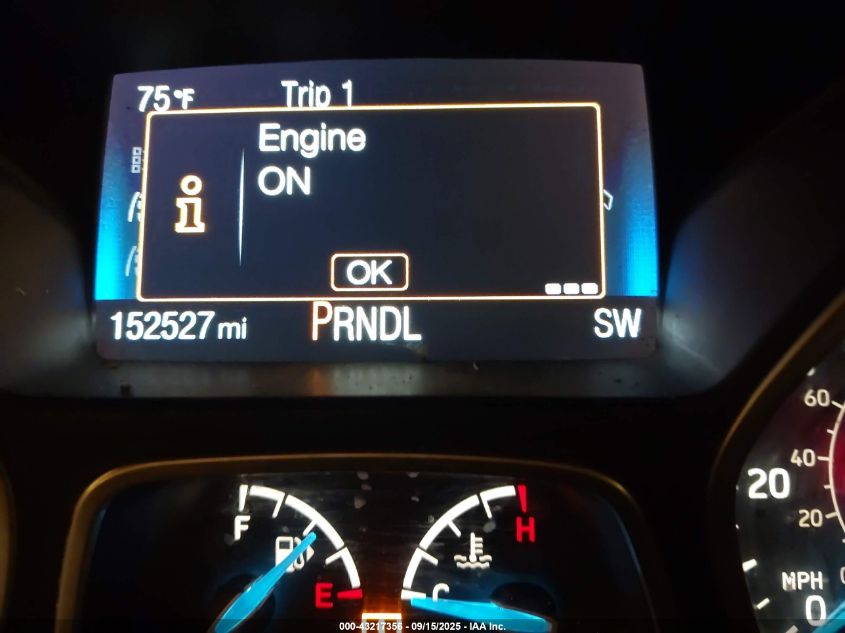 75°F Trip 1
Engine
ON
i
OK
152527 mi PRNDL SW
60
40
20 20
F H
E C
MPH 0
000-43217356 - 09/15/2025 - IAA Inc.